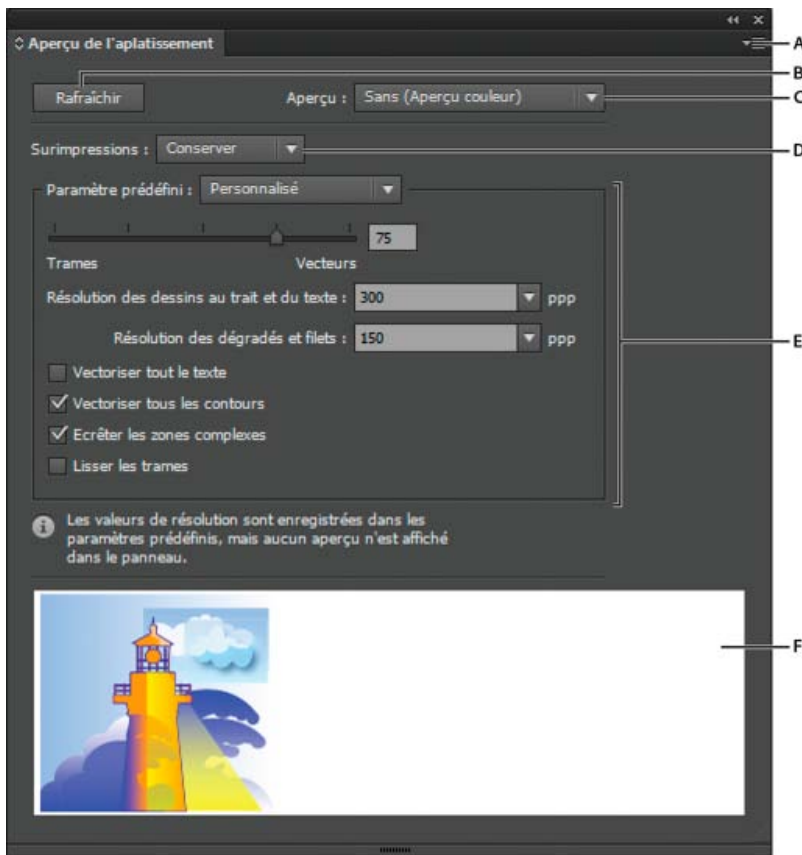 Aperçu de l'aplatissement
A
B
Rafraîchir
Aperçu : Sans (Aperçu couleur)
C
Surimpressions : Conserver
D
Paramètre prédéfini : Personnalisé
75
Trames Vecteurs
Résolution des dessins au trait et du texte : 300 ppp
Résolution des dégradés et filets : 150 ppp
E
Vectoriser tout le texte
Vectoriser tous les contours
Ecrêter les zones complexes
Lisser les trames
Les valeurs de résolution sont enregistrées dans les
paramètres prédéfinis, mais aucun aperçu n'est affiché
dans le panneau.
F